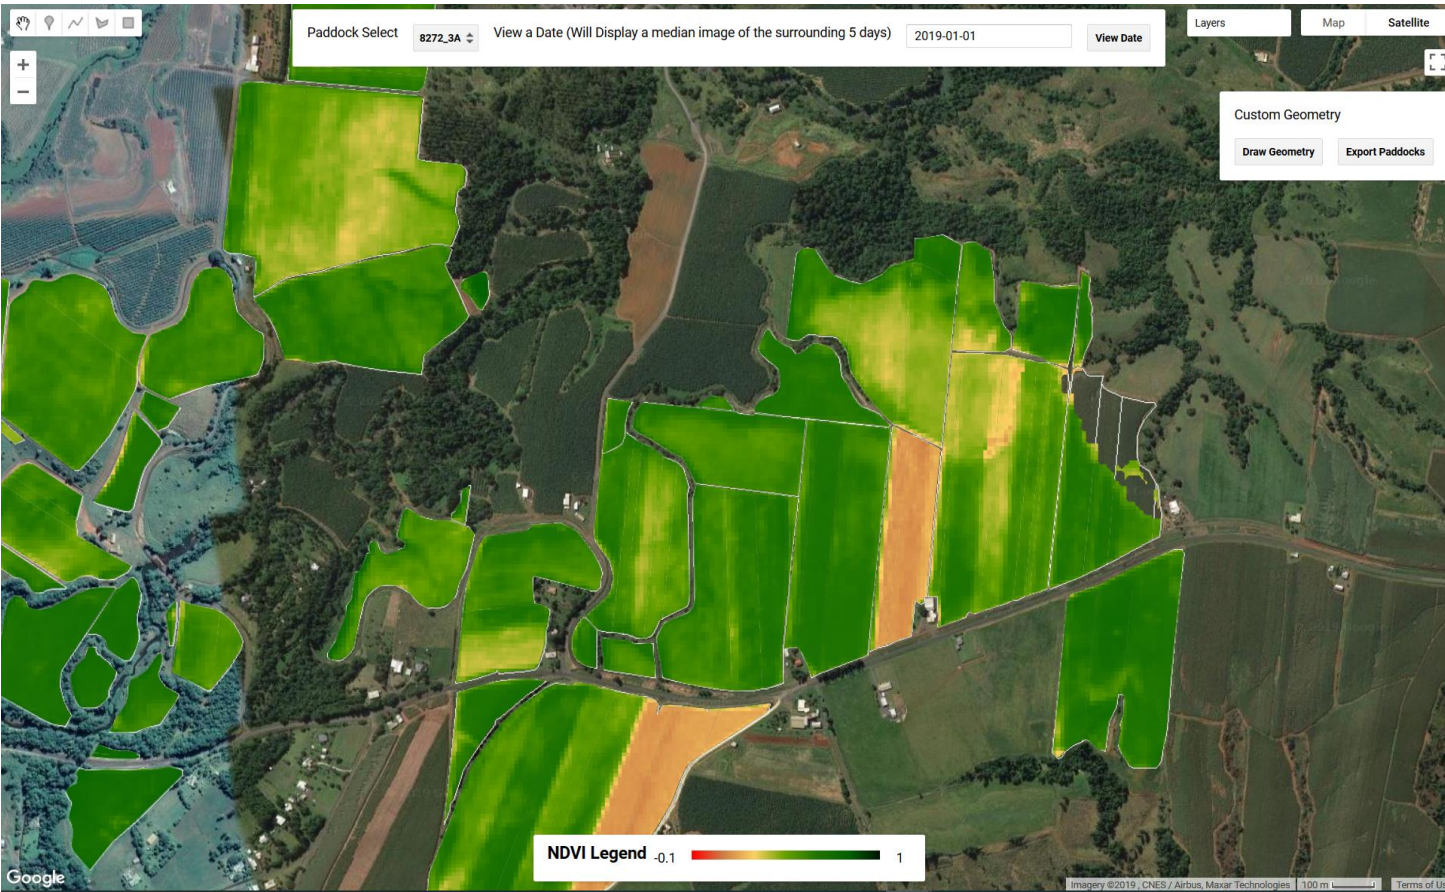 Paddock Select 8272_3A View a Date (Will Display a median image of the surrounding 5 days) 2019-01-01 View Date
Layers
Map Satellite
+
−
Custom Geometry
Draw Geometry Export Paddocks
NDVI Legend -0.1 1
Google
Imagery ©2019 , CNES / Airbus, Maxar Technologies 100 m Terms of U